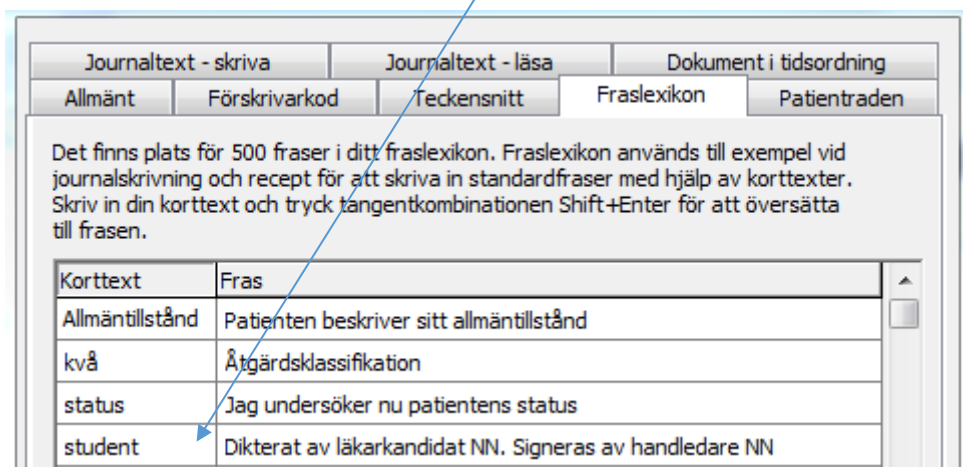 Journaltext - skriva Journaltext - läsa Dokument i tidsordning
Allmänt Förskrivarkod Teckensnitt Fraslexikon Patientraden
Det finns plats för 500 fraser i ditt fraslexikon. Fraslexikon används till exempel vid
journalskrivning och recept för att skriva in standardfraser med hjälp av korttexter.
Skriv in din korttext och tryck tangentkombinationen Shift+Enter för att översätta
till frasen.
Korttext Fras
Allmäntillstånd Patienten beskriver sitt allmäntillstånd
kvå Åtgärdsklassifikation
status Jag undersöker nu patientens status
student Dikterat av läkarkandidat NN. Signeras av handledare NN